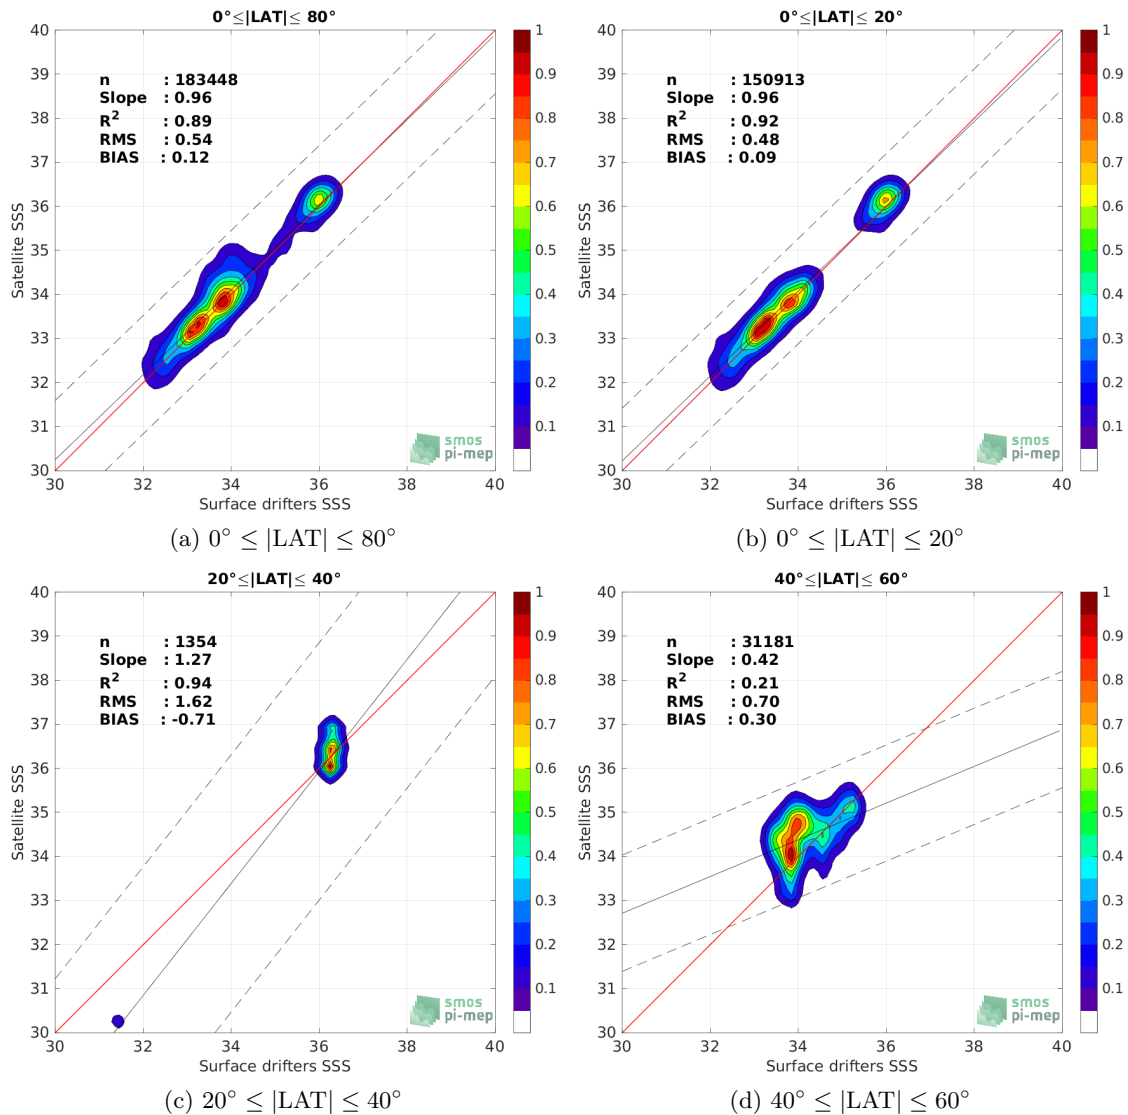 0°≤|LAT|≤ 80°
40
39
38
37
36
35
34
33
32
31
30
30 32 34 36 38 40
Satellite SSS
Surface drifters SSS
n : 183448
Slope : 0.96
R² : 0.89
RMS : 0.54
BIAS : 0.12
1
0.9
0.8
0.7
0.6
0.5
0.4
0.3
0.2
0.1
smos
pi-mep
(a) 0° ≤ |LAT| ≤ 80°
0°≤|LAT|≤ 20°
40
39
38
37
36
35
34
33
32
31
30
30 32 34 36 38 40
Satellite SSS
Surface drifters SSS
n : 150913
Slope : 0.96
R² : 0.92
RMS : 0.48
BIAS : 0.09
1
0.9
0.8
0.7
0.6
0.5
0.4
0.3
0.2
0.1
smos
pi-mep
(b) 0° ≤ |LAT| ≤ 20°
20°≤|LAT|≤ 40°
40
39
38
37
36
35
34
33
32
31
30
30 32 34 36 38 40
Satellite SSS
Surface drifters SSS
n : 1354
Slope : 1.27
R² : 0.94
RMS : 1.62
BIAS : -0.71
1
0.9
0.8
0.7
0.6
0.5
0.4
0.3
0.2
0.1
smos
pi-mep
(c) 20° ≤ |LAT| ≤ 40°
40°≤|LAT|≤ 60°
40
39
38
37
36
35
34
33
32
31
30
30 32 34 36 38 40
Satellite SSS
Surface drifters SSS
n : 31181
Slope : 0.42
R² : 0.21
RMS : 0.70
BIAS : 0.30
1
0.9
0.8
0.7
0.6
0.5
0.4
0.3
0.2
0.1
smos
pi-mep
(d) 40° ≤ |LAT| ≤ 60°